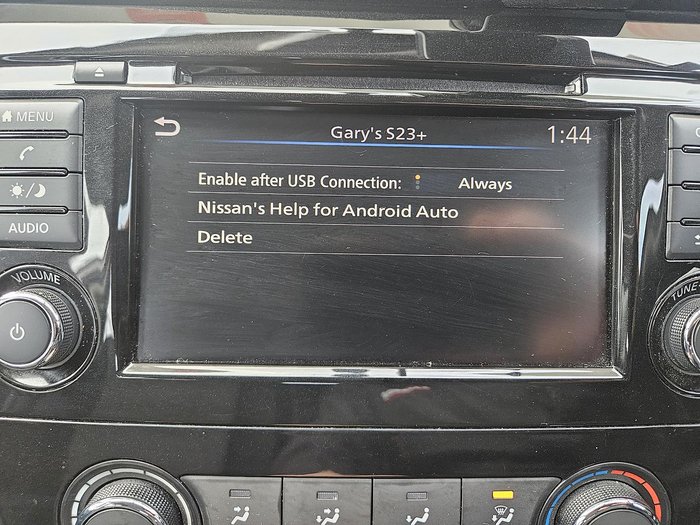 MENU
Gary's S23+
1:44
Enable after USB Connection: Always
Nissan's Help for Android Auto
Delete
AUDIO
VOLUME
TUNE